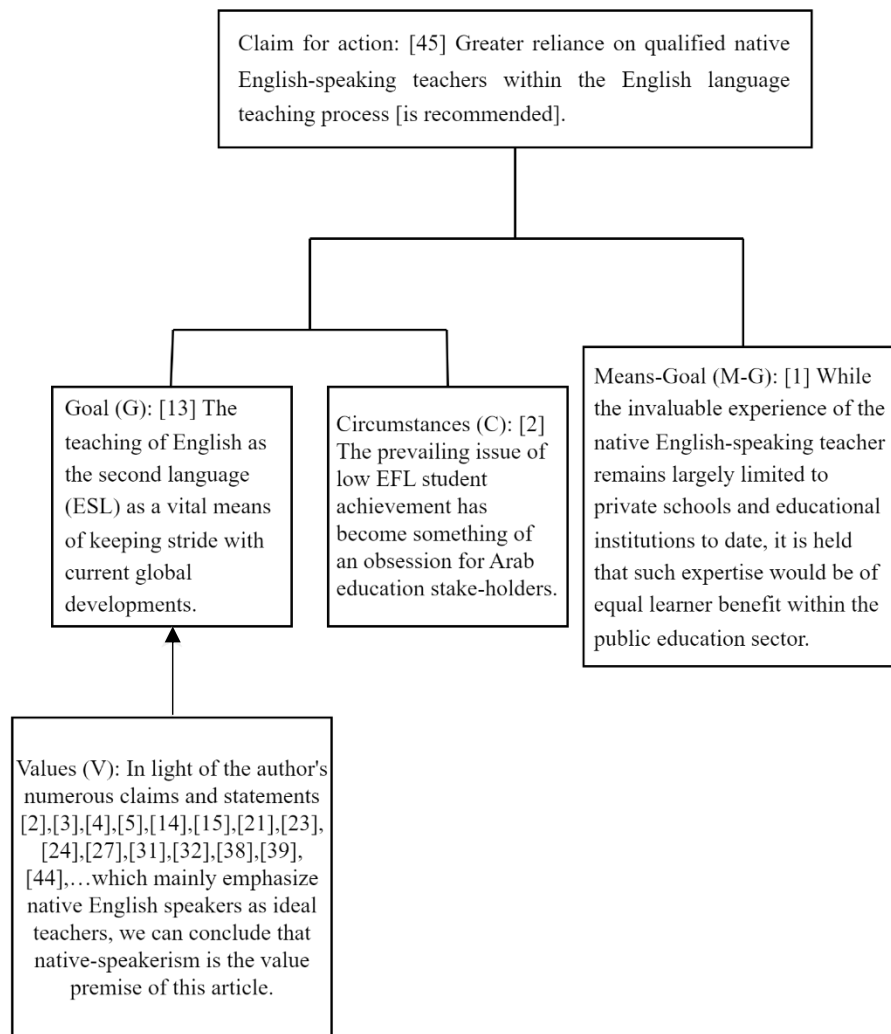 Claim for action: [45] Greater reliance on qualified native
English-speaking teachers within the English language
teaching process [is recommended].
Goal (G): [13] The
teaching of English as
the second language
(ESL) as a vital means
of keeping stride with
current global
developments.
Circumstances (C): [2]
The prevailing issue of
low EFL student
achievement has
become something of
an obsession for Arab
education stake-holders.
Means-Goal (M-G): [1] While
the invaluable experience of the
native English-speaking teacher
remains largely limited to
private schools and educational
institutions to date, it is held
that such expertise would be of
equal learner benefit within the
public education sector.
Values (V): In light of the author's
numerous claims and statements
[2],[3],[4],[5],[14],[15],[21],[23],
[24],[27],[31],[32],[38],[39],
[44],…which mainly emphasize
native English speakers as ideal
teachers, we can conclude that
native-speakerism is the value
premise of this article.